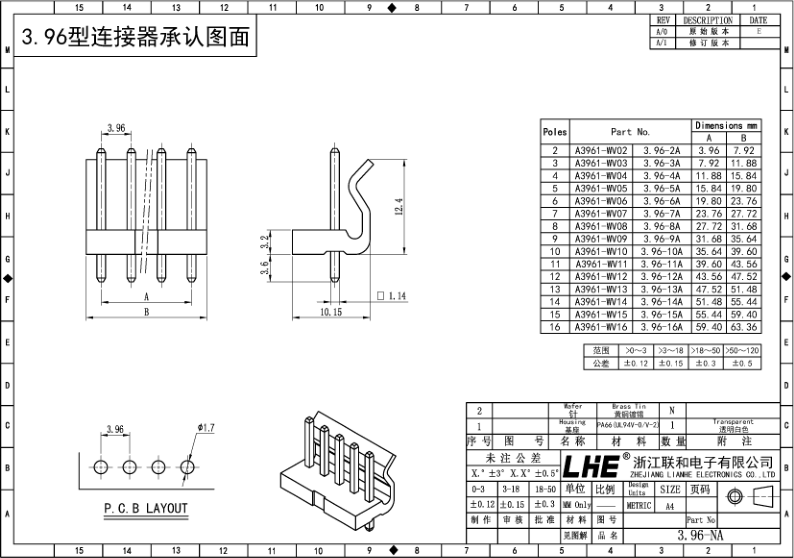 15 14 13 12 11 10 9 8 7 6 5 4 3 2 1
3.96型连接器承认图面
REV DESCRIPTION DATE
A/0 原始版本 E
A/1 修订版本
M M
L L
K K
J J
H H
G G
F F
E E
D D
C C
B B
A A
3.96
A
B
3.2
3.6
12.4
□ 1.14
10.15
Poles Part No. Dimensions mm
A B
2 A3961-WV02 3.96-2A 3.96 7.92
3 A3961-WV03 3.96-3A 7.92 11.88
4 A3961-WV04 3.96-4A 11.88 15.84
5 A3961-WV05 3.96-5A 15.84 19.80
6 A3961-WV06 3.96-6A 19.80 23.76
7 A3961-WV07 3.96-7A 23.76 27.72
8 A3961-WV08 3.96-8A 27.72 31.68
9 A3961-WV09 3.96-9A 31.68 35.64
10 A3961-WV10 3.96-10A 35.64 39.60
11 A3961-WV11 3.96-11A 39.60 43.56
12 A3961-WV12 3.96-12A 43.56 47.52
13 A3961-WV13 3.96-13A 47.52 51.48
14 A3961-WV14 3.96-14A 51.48 55.44
15 A3961-WV15 3.96-15A 55.44 59.40
16 A3961-WV16 3.96-16A 59.40 63.36
范围 >0~3 >3~18 >18~50 >50~120
公差 ±0.12 ±0.15 ±0.3 ±0.5
3.96
Φ1.7
P.C.B LAYOUT
2 Wafer 针 Brass Tin 黄铜镀锡 N
1 Housing 基座 PA66(UL94V-0/V-2) 1 Transparent 透明白色
序号 图号 名称 材料 数量 附注
未注公差
X.°±3° X.X°±0.5°
LHE® 浙江联和电子有限公司
ZHEJIANG LIANHE ELECTRONICS CO.,LTD
0-3 3-18 18-50 单位 比例 Design Units SIZE 页码
±0.12 ±0.15 ±0.3 MM Only —— METRIC A4
制作 审核 批准 材料 图号 Part No
见图解 品名 3.96-NA
15 14 13 12 11 10 9 8 7 6 5 4 3 2 1